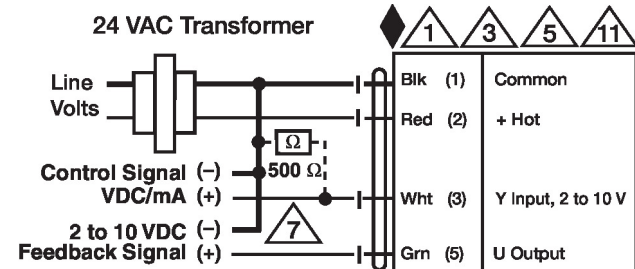 24 VAC Transformer
1 3 5 11
Line
Volts
Blk (1) Common
Red (2) + Hot
Ω
500 Ω
Control Signal (–)
VDC/mA (+)
Wht (3) Y Input, 2 to 10 V
7
2 to 10 VDC (–)
Feedback Signal (+)
Grn (5) U Output